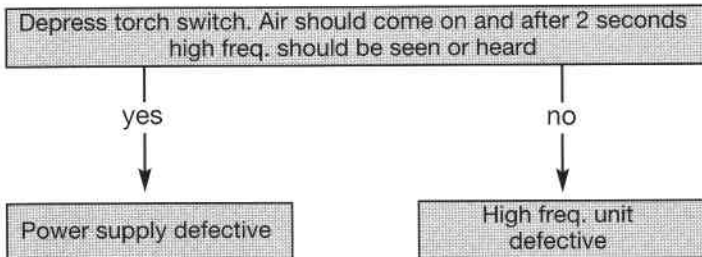 Depress torch switch. Air should come on and after 2 seconds
high freq. should be seen or heard
yes
no
Power supply defective
High freq. unit
defective